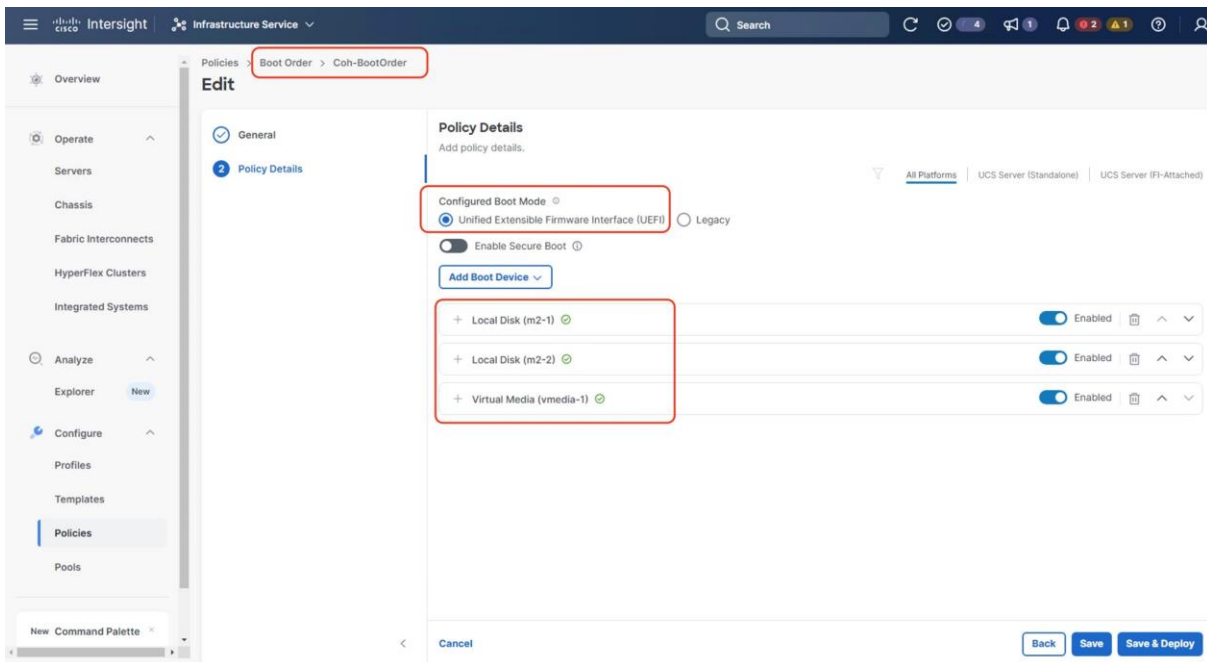 cisco Intersight
Infrastructure Service
Search
4
1
2
1
Overview
Operate
Servers
Chassis
Fabric Interconnects
HyperFlex Clusters
Integrated Systems
Analyze
Explorer New
Configure
Profiles
Templates
Policies
Pools
New Command Palette
Policies > Boot Order > Coh-BootOrder
Edit
General
2 Policy Details
Policy Details
Add policy details.
All Platforms | UCS Server (Standalone) | UCS Server (FI-Attached)
Configured Boot Mode
Unified Extensible Firmware Interface (UEFI)
Legacy
Enable Secure Boot
Add Boot Device
+ Local Disk (m2-1) Enabled
+ Local Disk (m2-2) Enabled
+ Virtual Media (vmedia-1) Enabled
Cancel
Back
Save
Save & Deploy